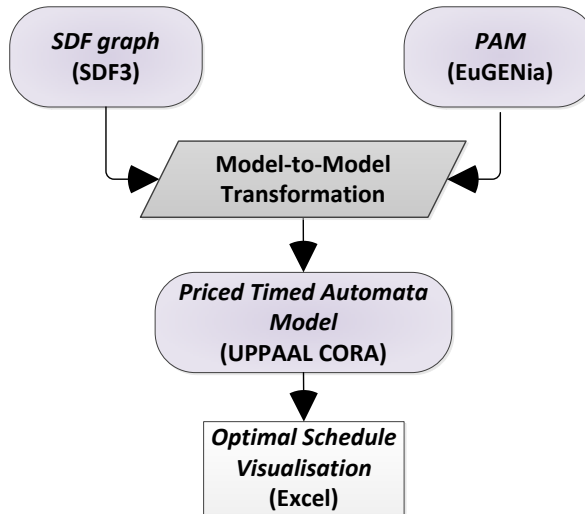 SDF graph
(SDF3)
PAM
(EuGENia)
Model-to-Model
Transformation
Priced Timed Automata
Model
(UPPAAL CORA)
Optimal Schedule
Visualisation
(Excel)